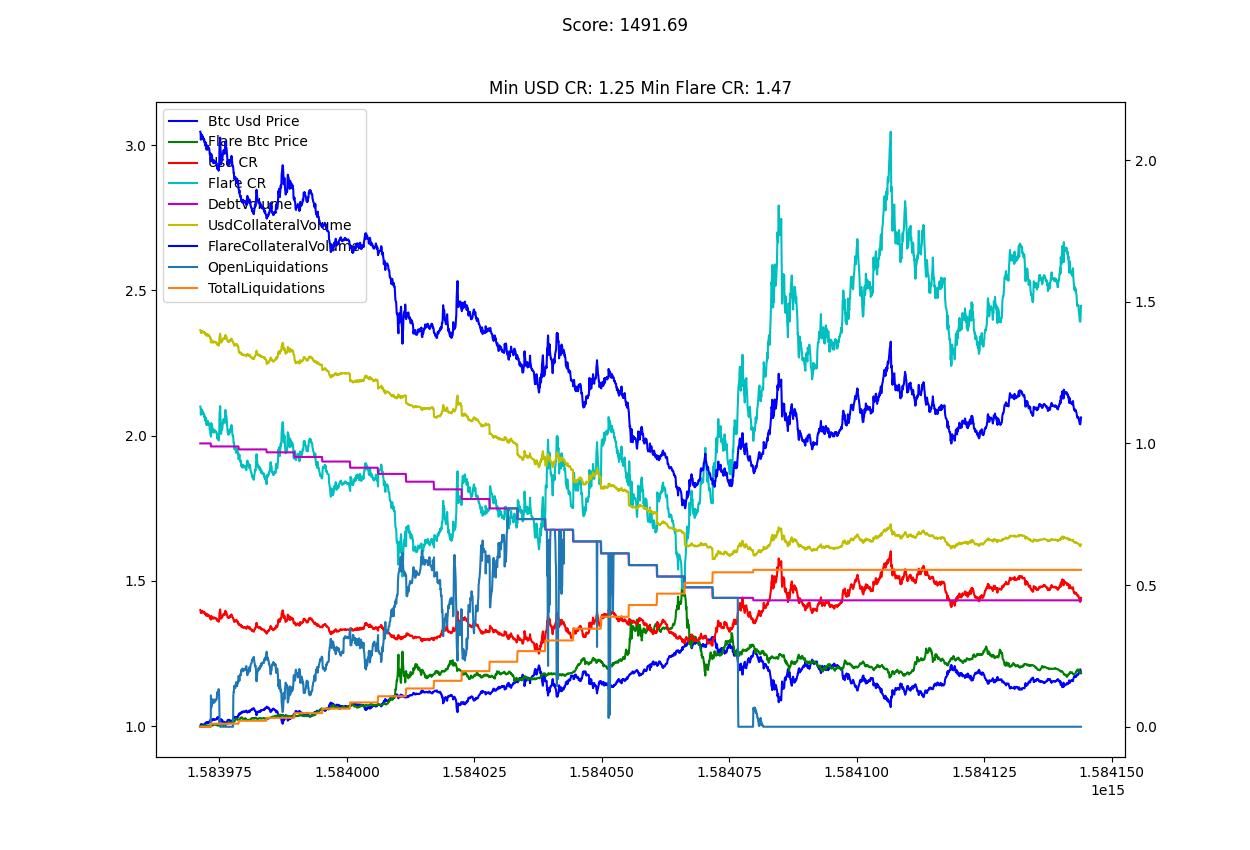 Score: 1491.69
Min USD CR: 1.25 Min Flare CR: 1.47
Btc Usd Price
Flare Btc Price
Usd CR
Flare CR
DebtVolume
UsdCollateralVolume
FlareCollateralVolume
OpenLiquidations
TotalLiquidations
3.0
2.5
2.0
1.5
1.0
2.0
1.5
1.0
0.5
0.0
1.583975
1.584000
1.584025
1.584050
1.584075
1.584100
1.584125
1.584150
1e15